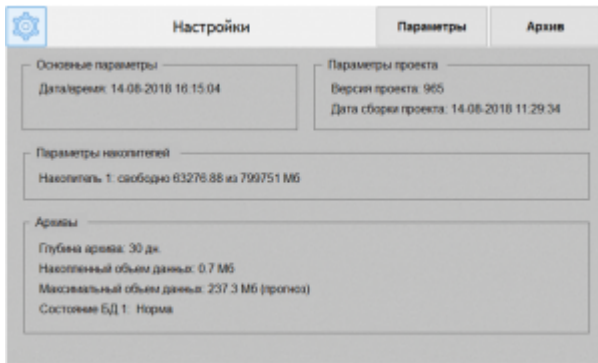 Настройки
Параметры
Архив
Основные параметры
Дата/время: 14-08-2018 16:15:04
Параметры проекта
Версия проекта: 965
Дата сборки проекта: 14-08-2018 11:29:34
Параметры накопителей
Накопитель 1: свободно 63276.88 из 799751 Мб
Архивы
Глубина архива: 30 дн.
Накопленный объем данных: 0.7 Мб
Максимальный объем данных: 237.3 Мб (прогноз)
Состояние БД 1: Норма